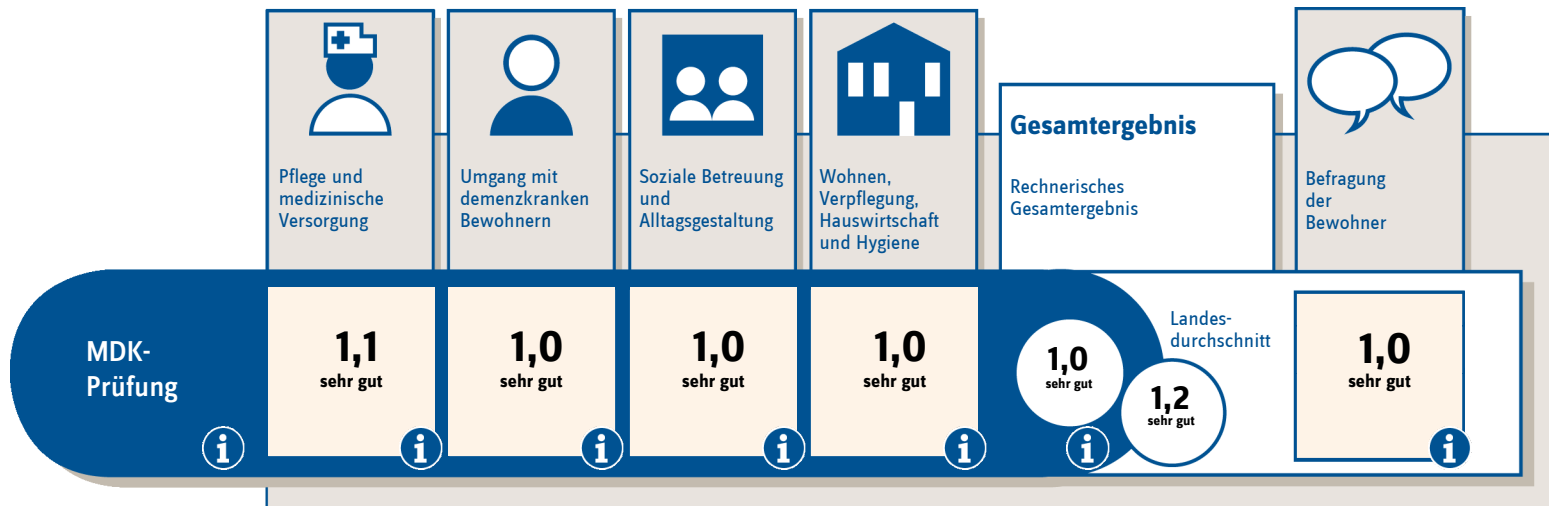 Pflege und
medizinische
Versorgung
Umgang mit
demenzkranken
Bewohnern
Soziale Betreuung
und
Alltagsgestaltung
Wohnen,
Verpflegung,
Hauswirtschaft
und Hygiene
Gesamtergebnis
Rechnerisches
Gesamtergebnis
Befragung
der
Bewohner
MDK-
Prüfung
i
1,1
sehr gut
i
1,0
sehr gut
i
1,0
sehr gut
i
1,0
sehr gut
i
1,0
sehr gut
i
Landes-
durchschnitt
1,2
sehr gut
1,0
sehr gut
i